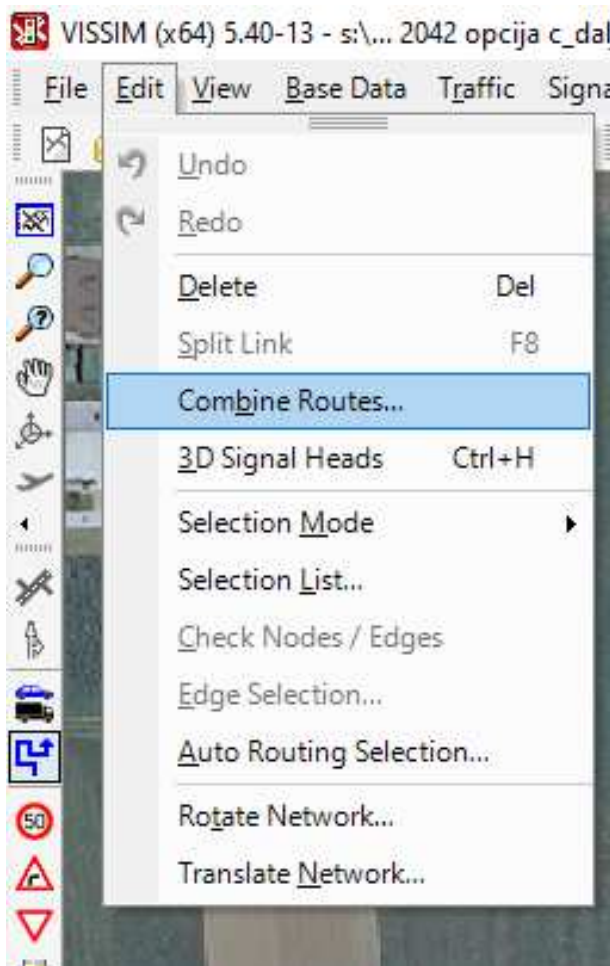 VISSIM (x64) 5.40-13 - s:\... 2042 opcija c_dal
File Edit View Base Data Traffic Signa
Undo
Redo
Delete Del
Split Link F8
Combine Routes...
3D Signal Heads Ctrl+H
Selection Mode
Selection List...
Check Nodes / Edges
Edge Selection...
Auto Routing Selection...
Rotate Network...
Translate Network...
50